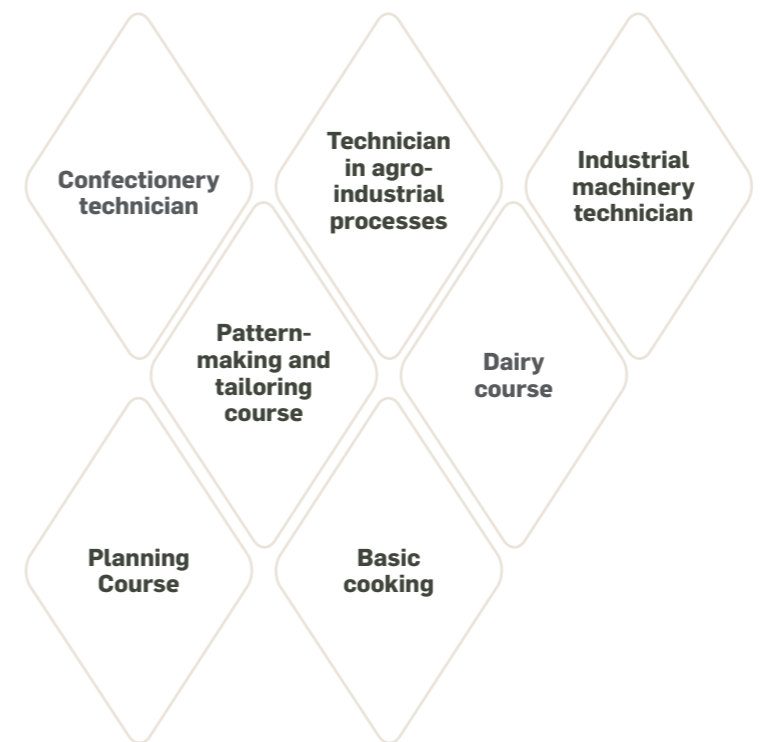 Confectionery
technician
Technician
in agro-
industrial
processes
Industrial
machinery
technician
Pattern-
making and
tailoring
course
Dairy
course
Planning
Course
Basic
cooking